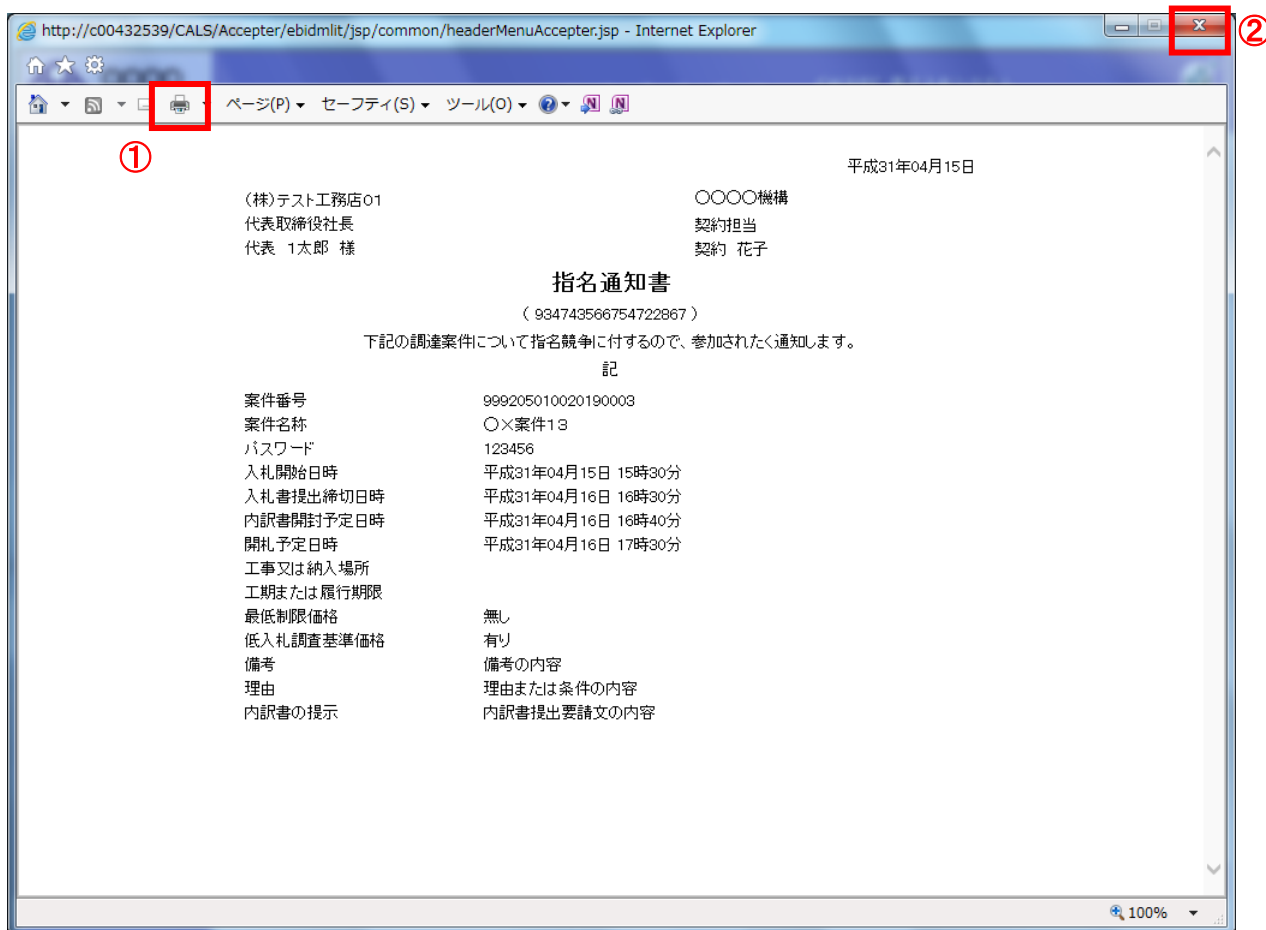 http://c00432539/CALS/Accepter/ebidmlit/jsp/common/headerMenuAccepter.jsp - Internet Explorer
②
ページ(P) セーフティ(S) ツール(O)
①
平成31年04月15日
(株)テスト工務店01 〇〇〇〇機構
代表取締役社長 契約担当
代表 1太郎 様 契約 花子
指名通知書
( 934743566754722867 )
下記の調達案件について指名競争に付するので、参加されたく通知します。
記
案件番号 999205010020190003
案件名称 〇×案件13
パスワード 123456
入札開始日時 平成31年04月15日 15時30分
入札書提出締切日時 平成31年04月16日 16時30分
内訳書開封予定日時 平成31年04月16日 16時40分
開札予定日時 平成31年04月16日 17時30分
工事又は納入場所
工期または履行期限
最低制限価格 無し
低入札調査基準価格 有り
備考 備考の内容
理由 理由または条件の内容
内訳書の提示 内訳書提出要請文の内容
100%